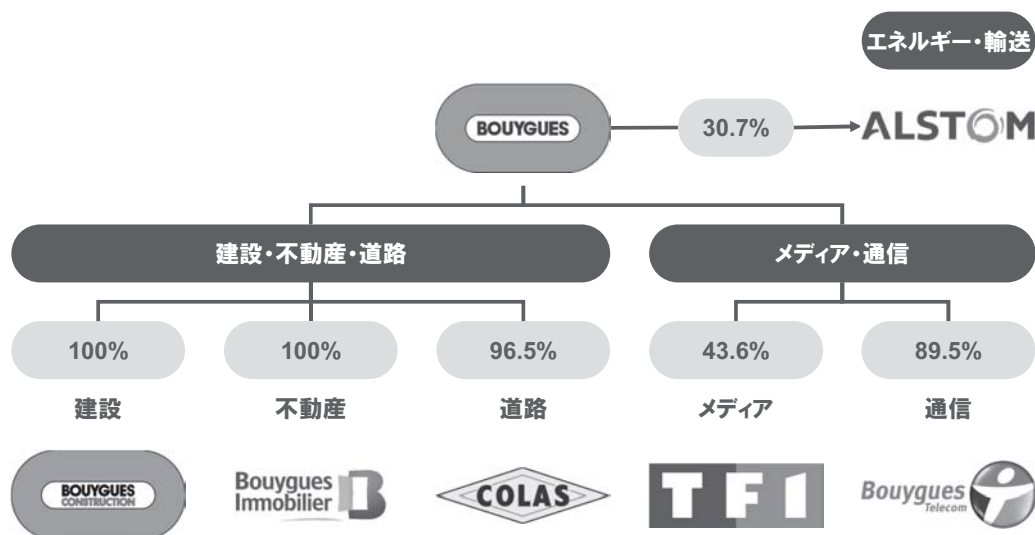 エネルギー・輸送
BOUYGUES
30.7%
ALSTOM
建設・不動産・道路
メディア・通信
100%
100%
96.5%
43.6%
89.5%
建設
不動産
道路
メディア
通信
BOUYGUES
CONSTRUCTION
Bouygues
Immobilier
COLAS
TF1
Bouygues
Telecom